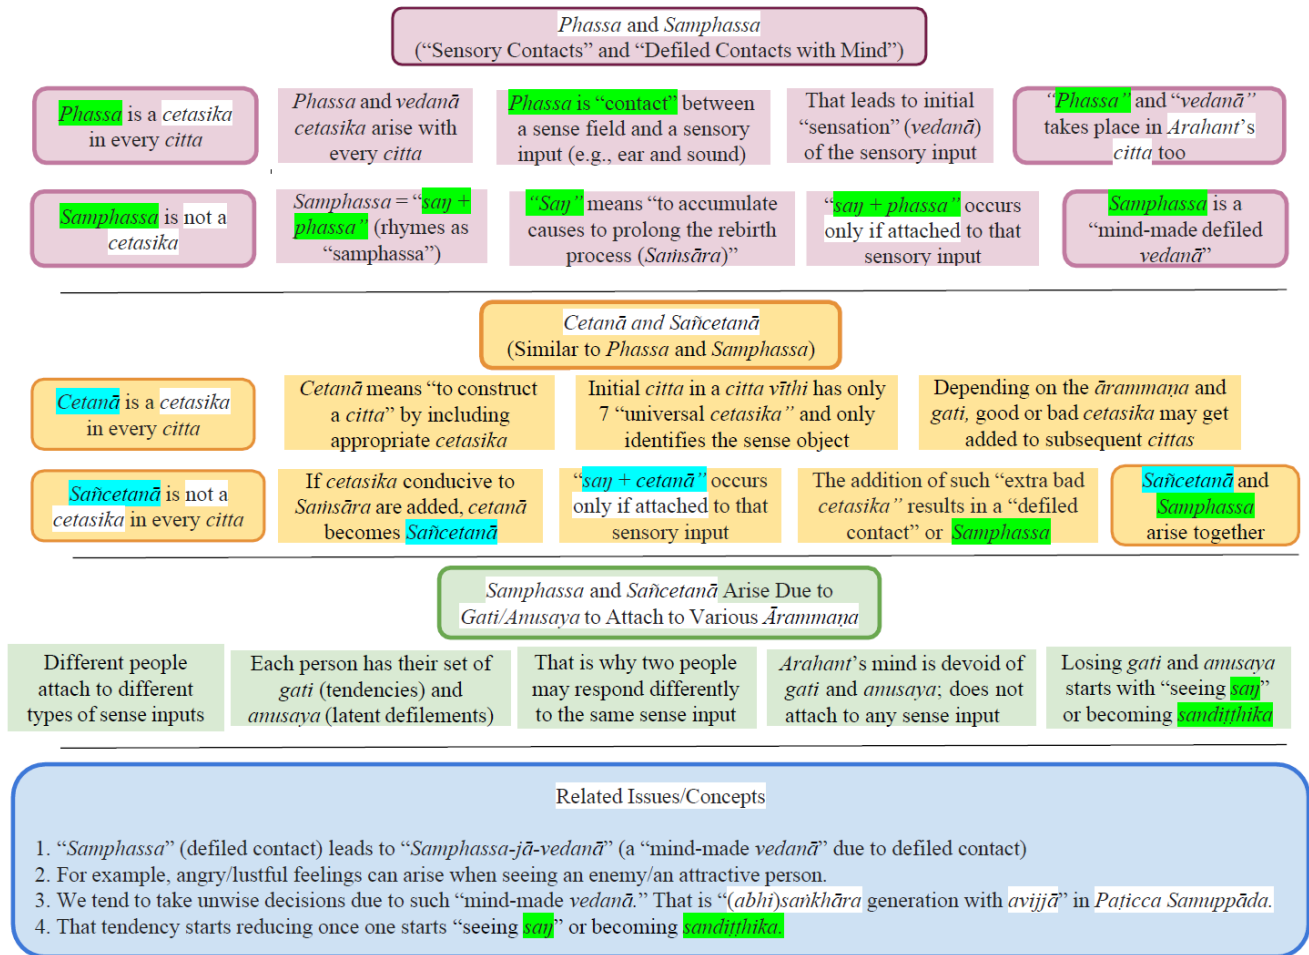 Phassa and Samphassa
(“Sensory Contacts” and “Defiled Contacts with Mind”)
Phassa is a cetasika
in every citta
Phassa and vedanā
cetasika arise with
every citta
Phassa is “contact” between
a sense field and a sensory
input (e.g., ear and sound)
That leads to initial
“sensation” (vedanā)
of the sensory input
“Phassa” and “vedanā”
takes place in Arahant’s
citta too
Samphassa is not a
cetasika
Samphassa = “saŋ +
phassa” (rhymes as
“samphassa”)
“Saŋ” means “to accumulate
causes to prolong the rebirth
process (Saṁsāra)”
“saŋ + phassa” occurs
only if attached to that
sensory input
Samphassa is a
“mind-made defiled
vedanā”
Cetanā and Sañcetanā
(Similar to Phassa and Samphassa)
Cetanā is a cetasika
in every citta
Cetanā means “to construct
a citta” by including
appropriate cetasika
Initial citta in a citta vīthi has only
7 “universal cetasika” and only
identifies the sense object
Depending on the ārammaṇa and
gati, good or bad cetasika may get
added to subsequent cittas
Sañcetanā is not a
cetasika in every citta
If cetasika conducive to
Saṁsāra are added, cetanā
becomes Sañcetanā
“saŋ + cetanā” occurs
only if attached to that
sensory input
The addition of such “extra bad
cetasika” results in a “defiled
contact” or Samphassa
Sañcetanā and
Samphassa
arise together
Samphassa and Sañcetanā Arise Due to
Gati/Anusaya to Attach to Various Ārammaṇa
Different people
attach to different
types of sense inputs
Each person has their set of
gati (tendencies) and
anusaya (latent defilements)
That is why two people
may respond differently
to the same sense input
Arahant’s mind is devoid of
gati and anusaya; does not
attach to any sense input
Losing gati and anusaya
starts with “seeing saŋ”
or becoming sandiṭṭhika
Related Issues/Concepts
1. “Samphassa” (defiled contact) leads to “Samphassa-jā-vedanā” (a “mind-made vedanā” due to defiled contact)
2. For example, angry/lustful feelings can arise when seeing an enemy/an attractive person.
3. We tend to take unwise decisions due to such “mind-made vedanā.” That is “(abhi)saṅkhāra generation with avijjā” in Paṭicca Samuppāda.
4. That tendency starts reducing once one starts “seeing saŋ” or becoming sandiṭṭhika.